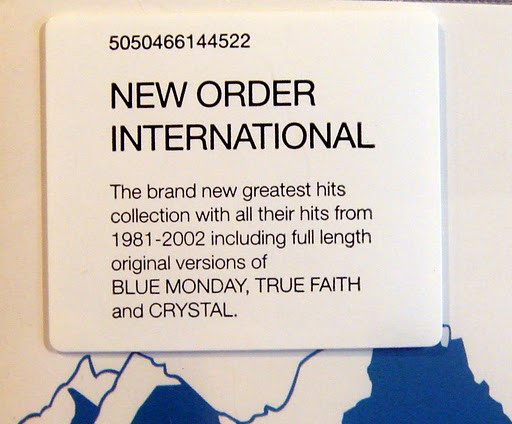 5050466144522
NEW ORDER
INTERNATIONAL
The brand new greatest hits
collection with all their hits from
1981-2002 including full length
original versions of
BLUE MONDAY, TRUE FAITH
and CRYSTAL.